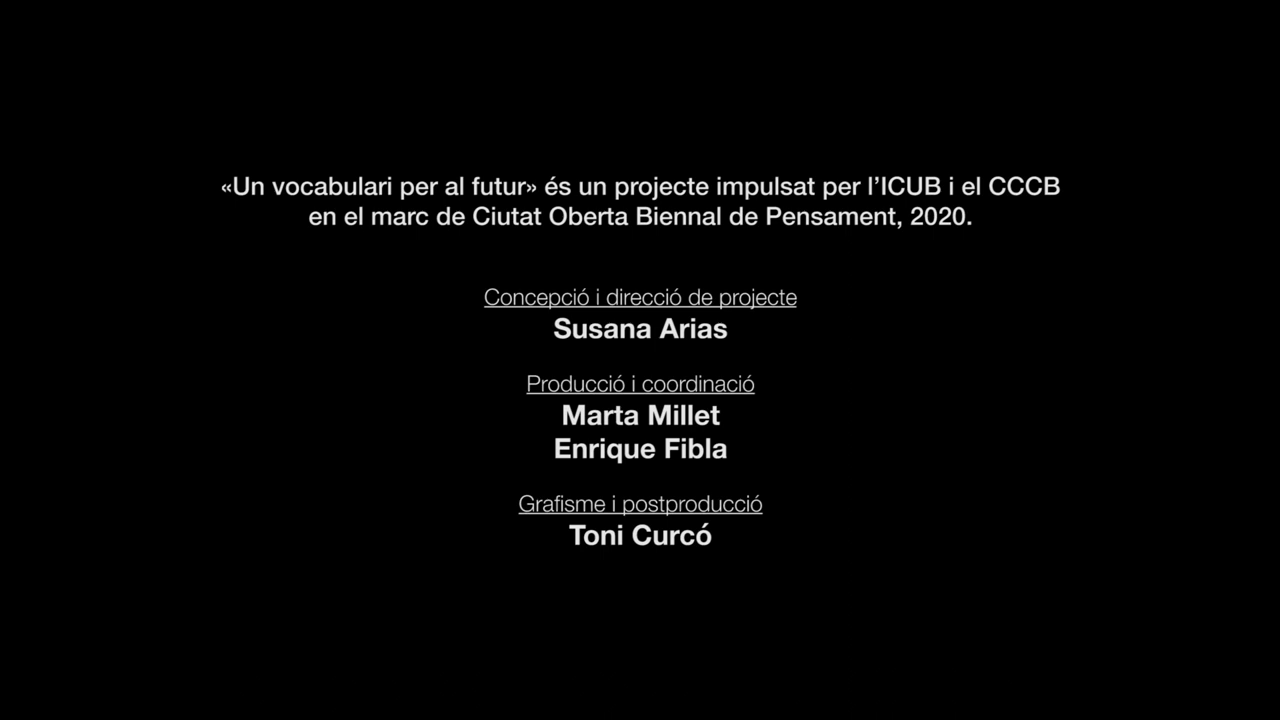 «Un vocabulari per al futur» és un projecte impulsat per l’ICUB i el CCCB
en el marc de Ciutat Oberta Biennal de Pensament, 2020.
Concepció i direcció de projecte
Susana Arias
Producció i coordinació
Marta Millet
Enrique Fibla
Grafisme i postproducció
Toni Curcó